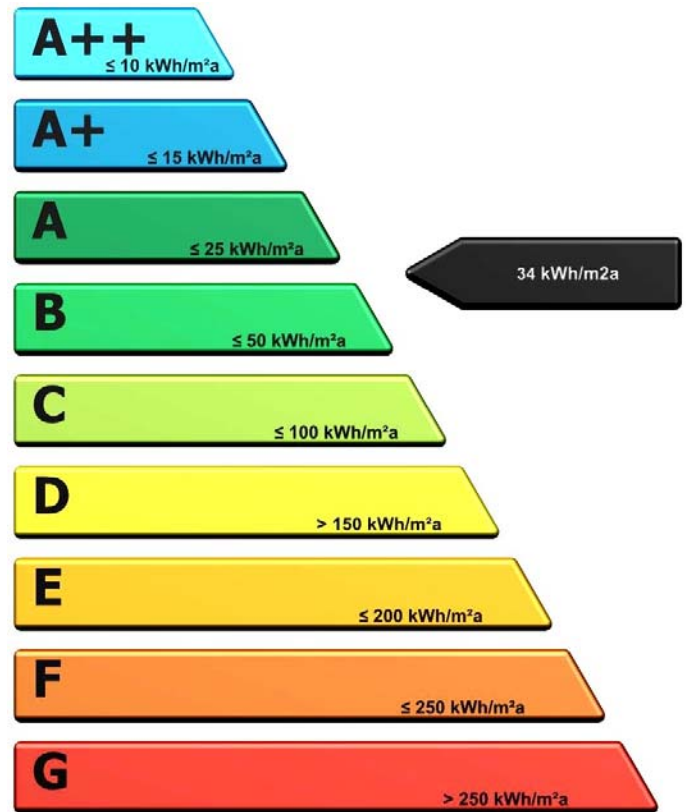 A++
≤ 10 kWh/m²a
A+
≤ 15 kWh/m²a
A
≤ 25 kWh/m²a
34 kWh/m2a
B
≤ 50 kWh/m²a
C
≤ 100 kWh/m²a
D
> 150 kWh/m²a
E
≤ 200 kWh/m²a
F
≤ 250 kWh/m²a
G
> 250 kWh/m²a